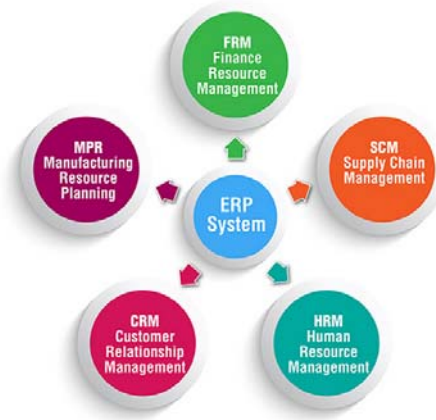 FRM
Finance
Resource
Management
MPR
Manufacturing
Resource
Planning
SCM
Supply Chain
Management
ERP
System
CRM
Customer
Relationship
Management
HRM
Human
Resource
Management